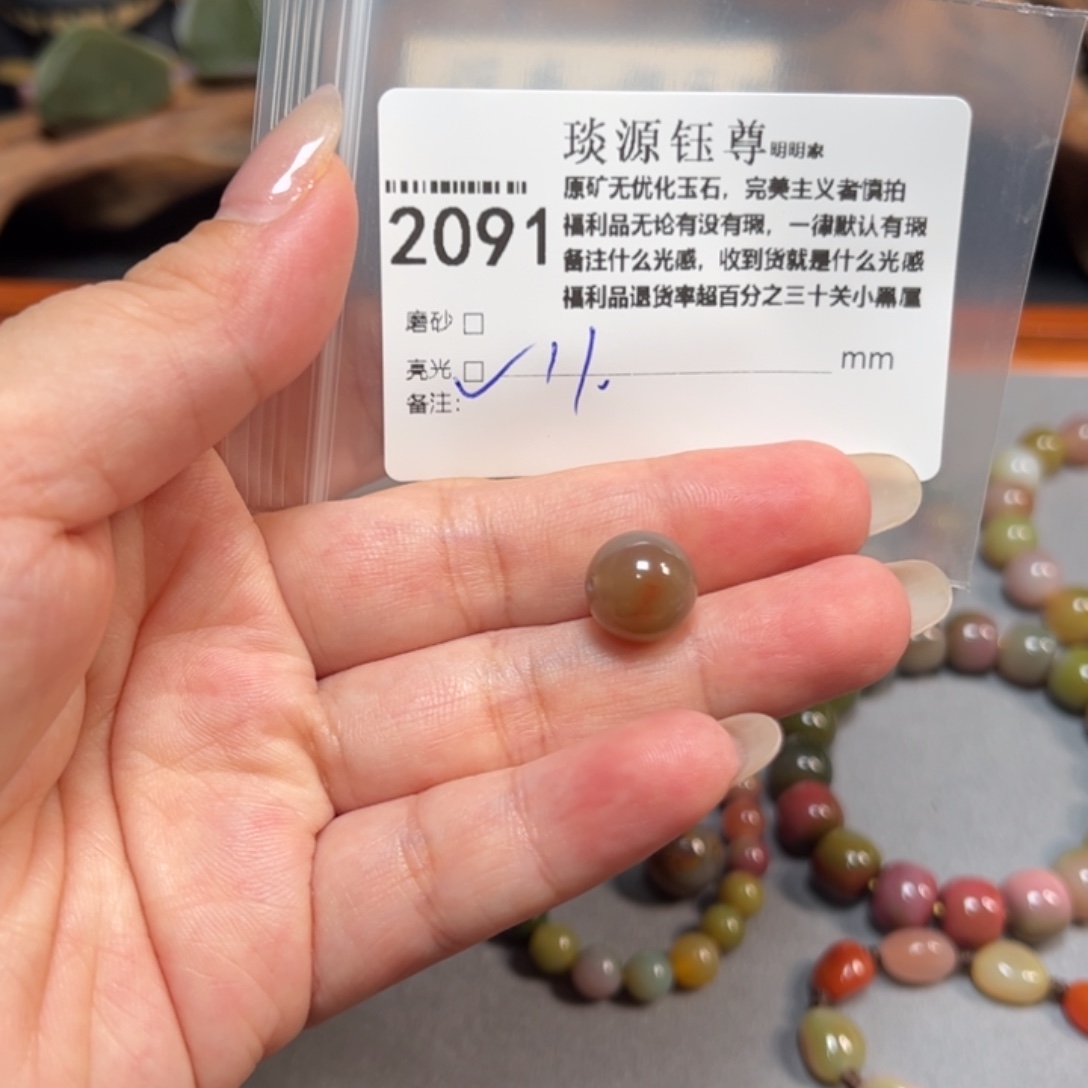 琰源钰尊明明家
原矿无优化玉石，完美主义者慎拍
福利品无论有没有瑕，一律默认有瑕
备注什么光感，收到货就是什么光感
福利品退货率超百分之三十关小黑屋
2091
磨砂 □
亮光 □ ✓ 11. mm
备注：